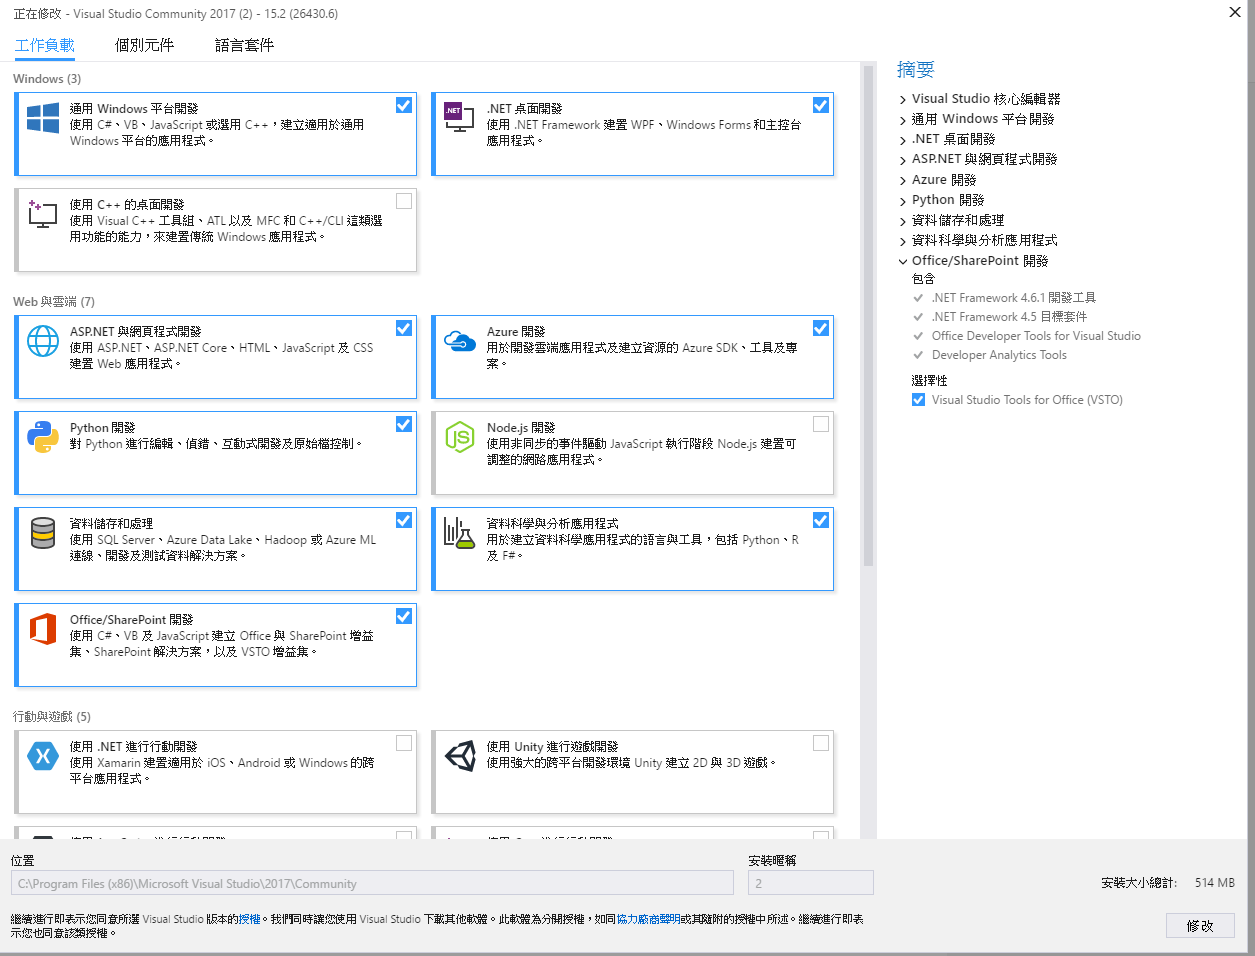 正在修改 - Visual Studio Community 2017 (2) - 15.2 (26430.6)
工作負載 個別元件 語言套件
Windows (3)
通用 Windows 平台開發
使用 C#、VB、JavaScript 或選用 C++，建立適用於通用
Windows 平台的應用程式。
.NET
.NET 桌面開發
使用 .NET Framework 建置 WPF、Windows Forms 和主控台
應用程式。
使用 C++ 的桌面開發
使用 Visual C++ 工具組、ATL 以及 MFC 和 C++/CLI 這類選
用功能的能力，來建置傳統 Windows 應用程式。
Web 與雲端 (7)
ASP.NET 與網頁程式開發
使用 ASP.NET、ASP.NET Core、HTML、JavaScript 及 CSS
建置 Web 應用程式。
Azure 開發
用於開發雲端應用程式及建立資源的 Azure SDK、工具及專
案。
Python 開發
對 Python 進行編輯、偵錯、互動式開發及原始檔控制。
JS
Node.js 開發
使用非同步的事件驅動 JavaScript 執行階段 Node.js 建置可
調整的網路應用程式。
資料儲存和處理
使用 SQL Server、Azure Data Lake、Hadoop 或 Azure ML
連線、開發及測試資料解決方案。
資料科學與分析應用程式
用於建立資料科學應用程式的語言與工具，包括 Python、R
及 F#。
Office/SharePoint 開發
使用 C#、VB 及 JavaScript 建立 Office 與 SharePoint 增益
集、SharePoint 解決方案，以及 VSTO 增益集。
行動與遊戲 (5)
使用 .NET 進行行動開發
使用 Xamarin 建置適用於 iOS、Android 或 Windows 的跨
平台應用程式。
使用 Unity 進行遊戲開發
使用強大的跨平台開發環境 Unity 建立 2D 與 3D 遊戲。
摘要
Visual Studio 核心編輯器
通用 Windows 平台開發
.NET 桌面開發
ASP.NET 與網頁程式開發
Azure 開發
Python 開發
資料儲存和處理
資料科學與分析應用程式
Office/SharePoint 開發
包含
.NET Framework 4.6.1 開發工具
.NET Framework 4.5 目標套件
Office Developer Tools for Visual Studio
Developer Analytics Tools
選擇性
Visual Studio Tools for Office (VSTO)
位置
C:\Program Files (x86)\Microsoft Visual Studio\2017\Community
安裝暱稱
2
安裝大小總計: 514 MB
繼續進行即表示您同意所選 Visual Studio 版本的授權。我們同時讓您使用 Visual Studio 下載其他軟體。此軟體為分開授權，如同協力廠商聲明或其隨附的授權中所述。繼續進行即表
示您也同意該類授權。
修改